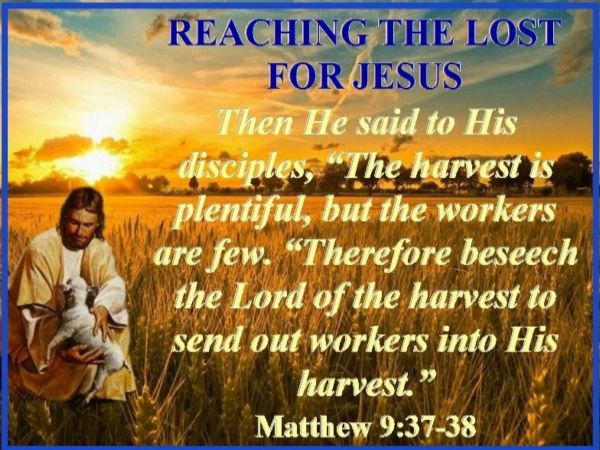 REACHING THE LOST
FOR JESUS
Then He said to His
disciples, “The harvest is
plentiful, but the workers
are few. “Therefore beseech
the Lord of the harvest to
send out workers into His
harvest.”
Matthew 9:37-38